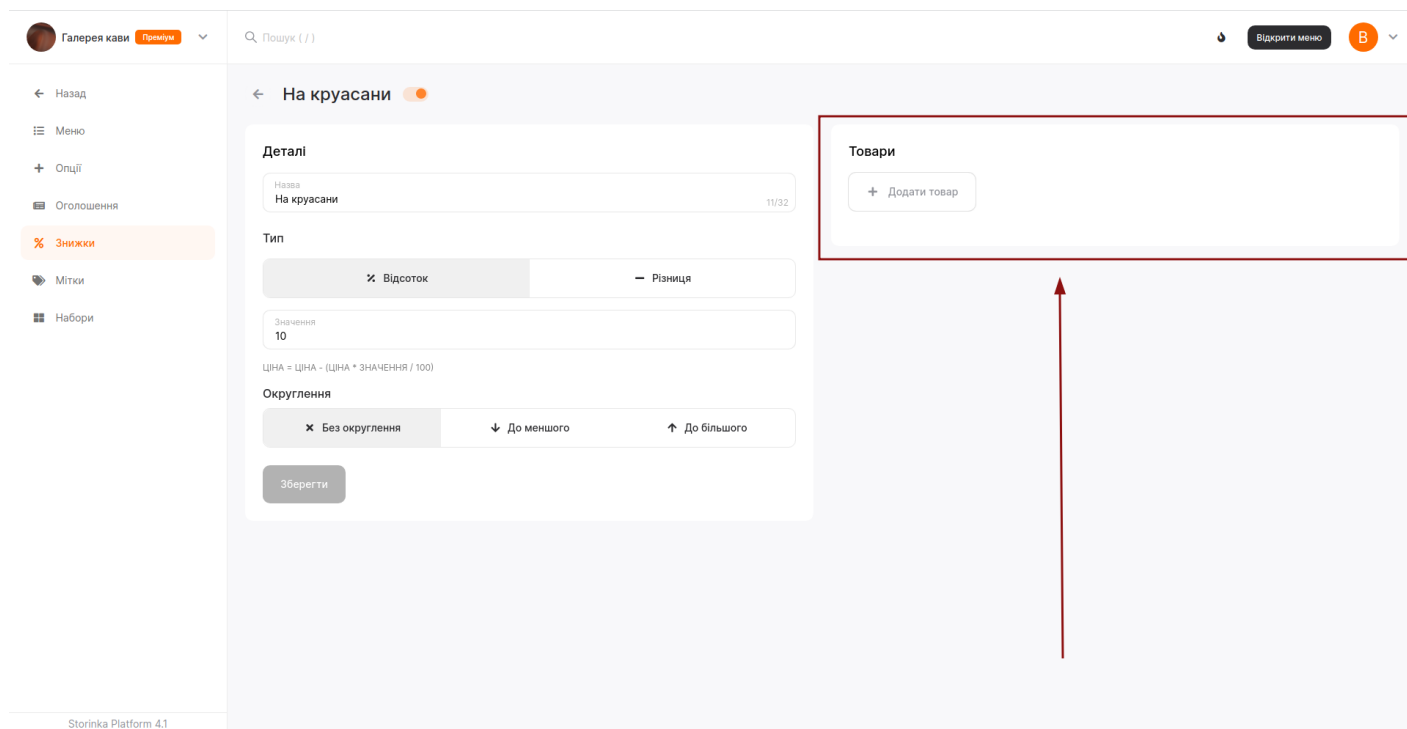 Галерея кави Преміум
Пошук ( / )
Відкрити меню
B
Назад
Меню
Опції
Оголошення
Знижки
Мітки
Набори
Storinka Platform 4.1
На круасани
Деталі
Назва
На круасани
11/32
Тип
Відсоток
Різниця
Значення
10
ЦІНА = ЦІНА - (ЦІНА * ЗНАЧЕННЯ / 100)
Округлення
Без округлення
До меншого
До більшого
Зберегти
Товари
Додати товар